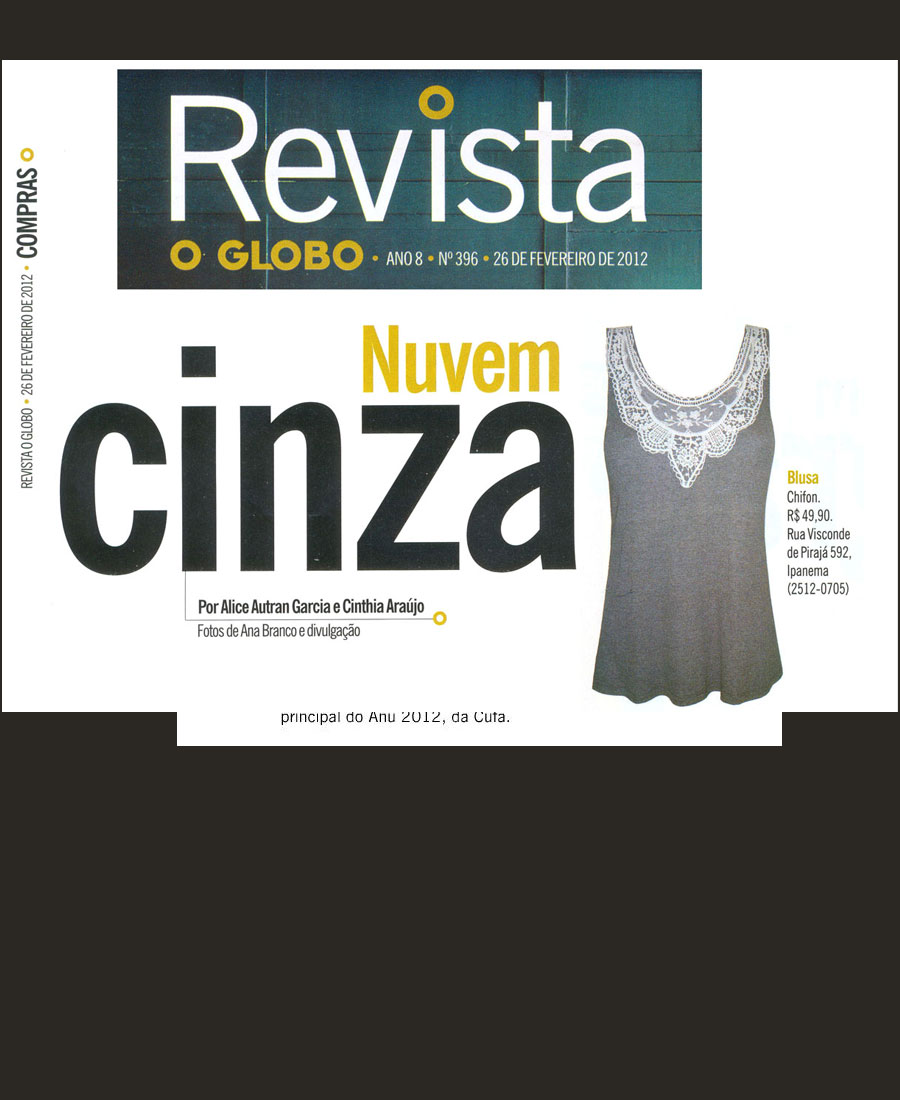 Revista
O GLOBO • ANO 8 • Nº 396 • 26 DE FEVEREIRO DE 2012
REVISTA O GLOBO • 26 DE FEVEREIRO DE 2012 • COMPRAS
Nuvem
cinza
Por Alice Autran Garcia e Cinthia Araújo
Fotos de Ana Branco e divulgação
Blusa
Chifon.
R$ 49,90.
Rua Visconde
de Pirajá 592,
Ipanema
(2512-0705)
principal do Anu 2012, da Cufa.